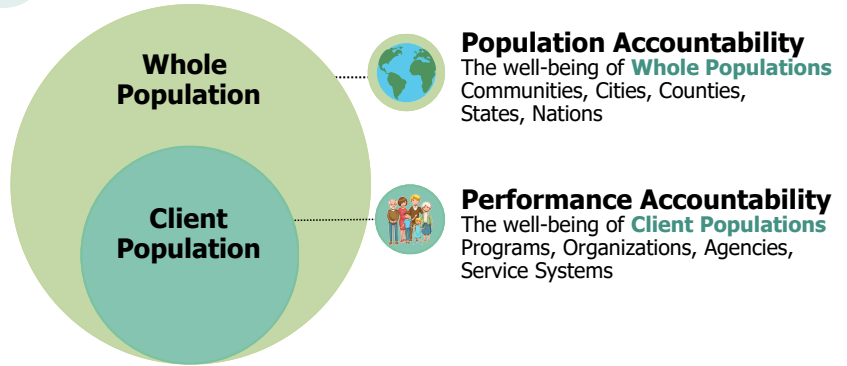 Whole
Population
Population Accountability
The well-being of Whole Populations
Communities, Cities, Counties,
States, Nations
Client
Population
Performance Accountability
The well-being of Client Populations
Programs, Organizations, Agencies,
Service Systems